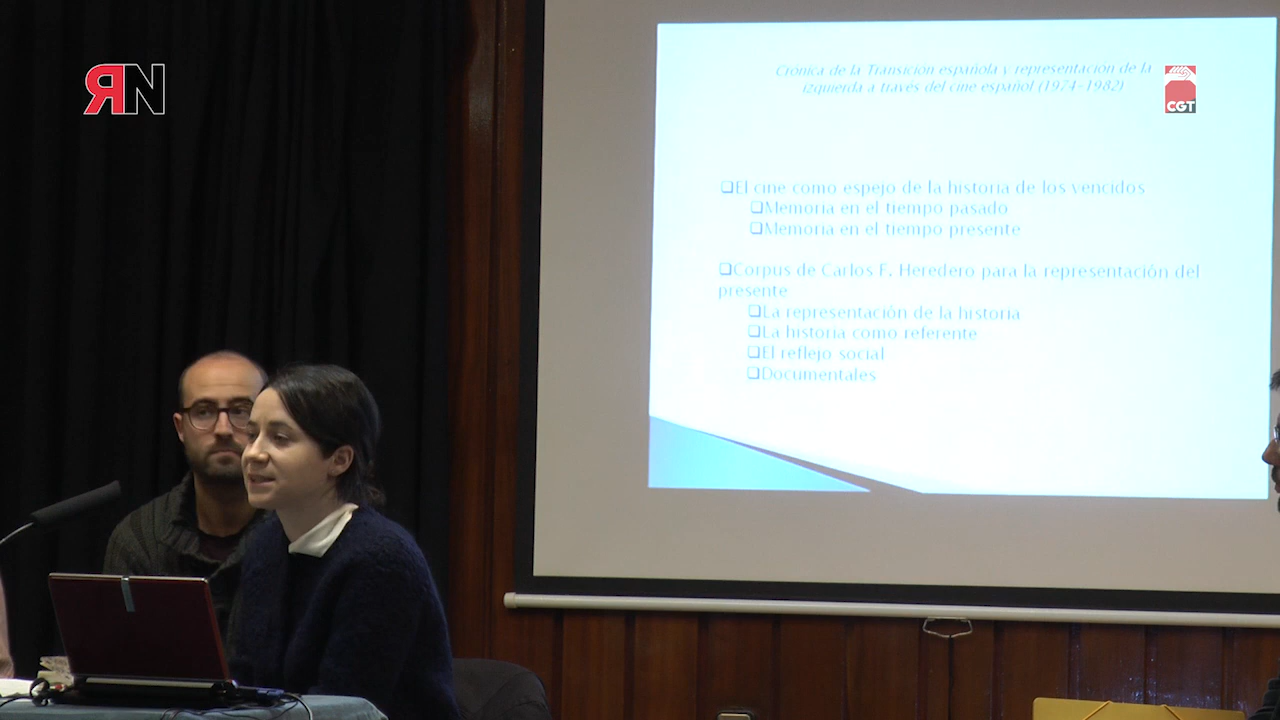 ЯN
Crónica de la Transición española y representación de la
izquierda a través del cine español (1974-1982)
CGT
❑El cine como espejo de la historia de los vencidos
❑Memoria en el tiempo pasado
❑Memoria en el tiempo presente
❑Corpus de Carlos F. Heredero para la representación del
presente
❑La representación de la historia
❑La historia como referente
❑El reflejo social
❑Documentales